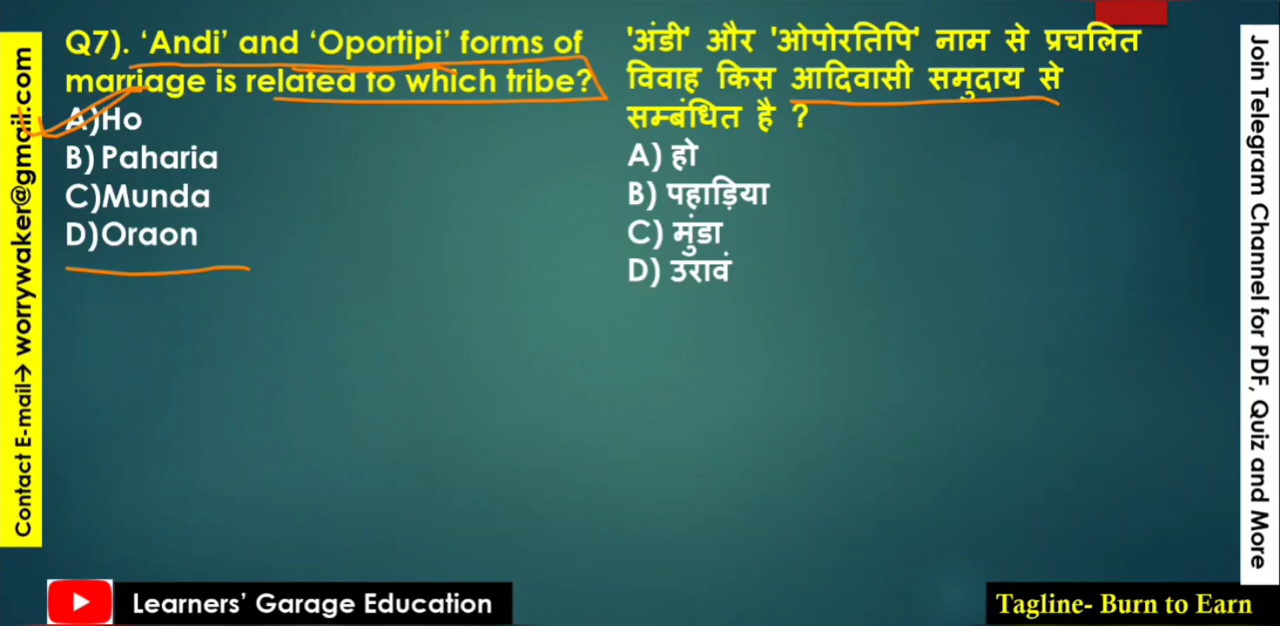 Q7). ‘Andi’ and ‘Oportipi’ forms of
marriage is related to which tribe?
A)Ho
B) Paharia
C)Munda
D)Oraon
'अंडी' और 'ओपोरतिपि' नाम से प्रचलित
विवाह किस आदिवासी समुदाय से
सम्बंधित है ?
A) हो
B) पहाड़िया
C) मुंडा
D) उरावं
Contact E-mail→ worrywaker@gmail.com
Join Telegram Channel for PDF, Quiz and More
Learners’ Garage Education
Tagline- Burn to Earn